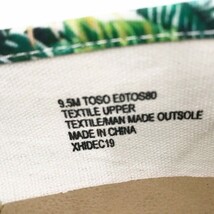 9.5M TOSO E0TOS80
TEXTILE UPPER
TEXTILE/MAN MADE OUTSOLE
MADE IN CHINA
XHIDEC19